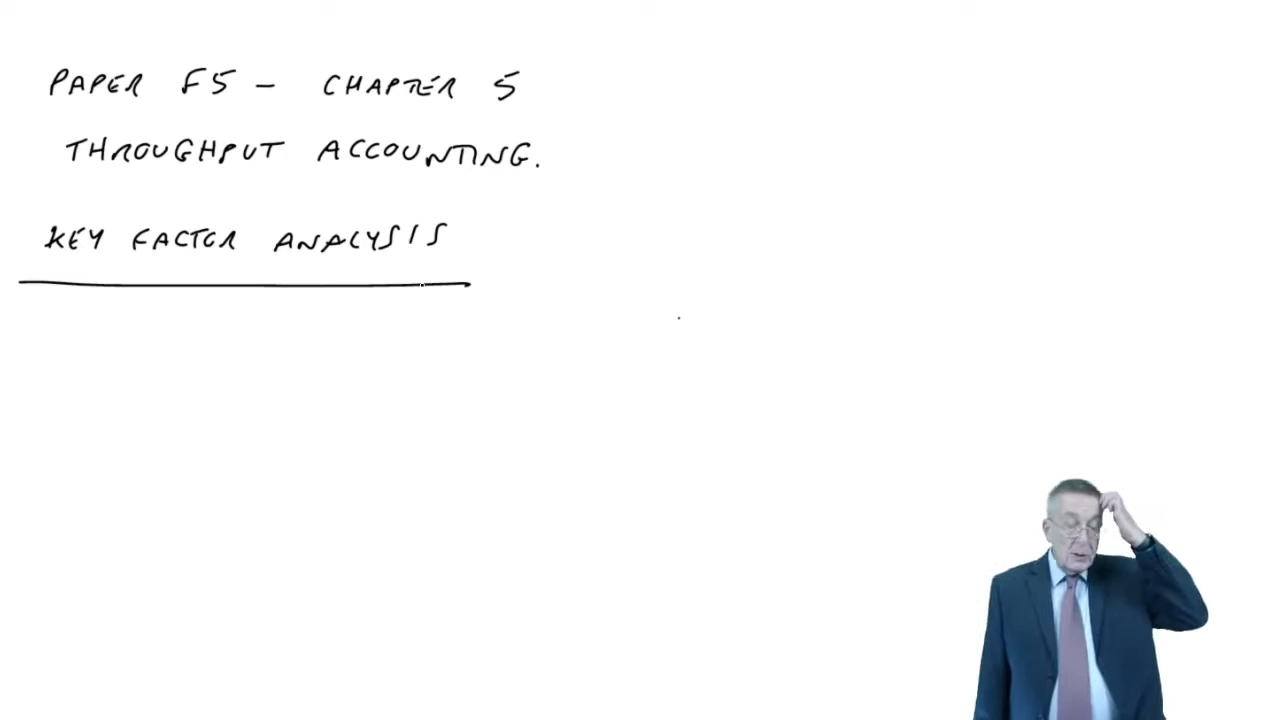 PAPER F5 - CHAPTER 5
THROUGHPUT ACCOUNTING.
KEY FACTOR ANALYSIS